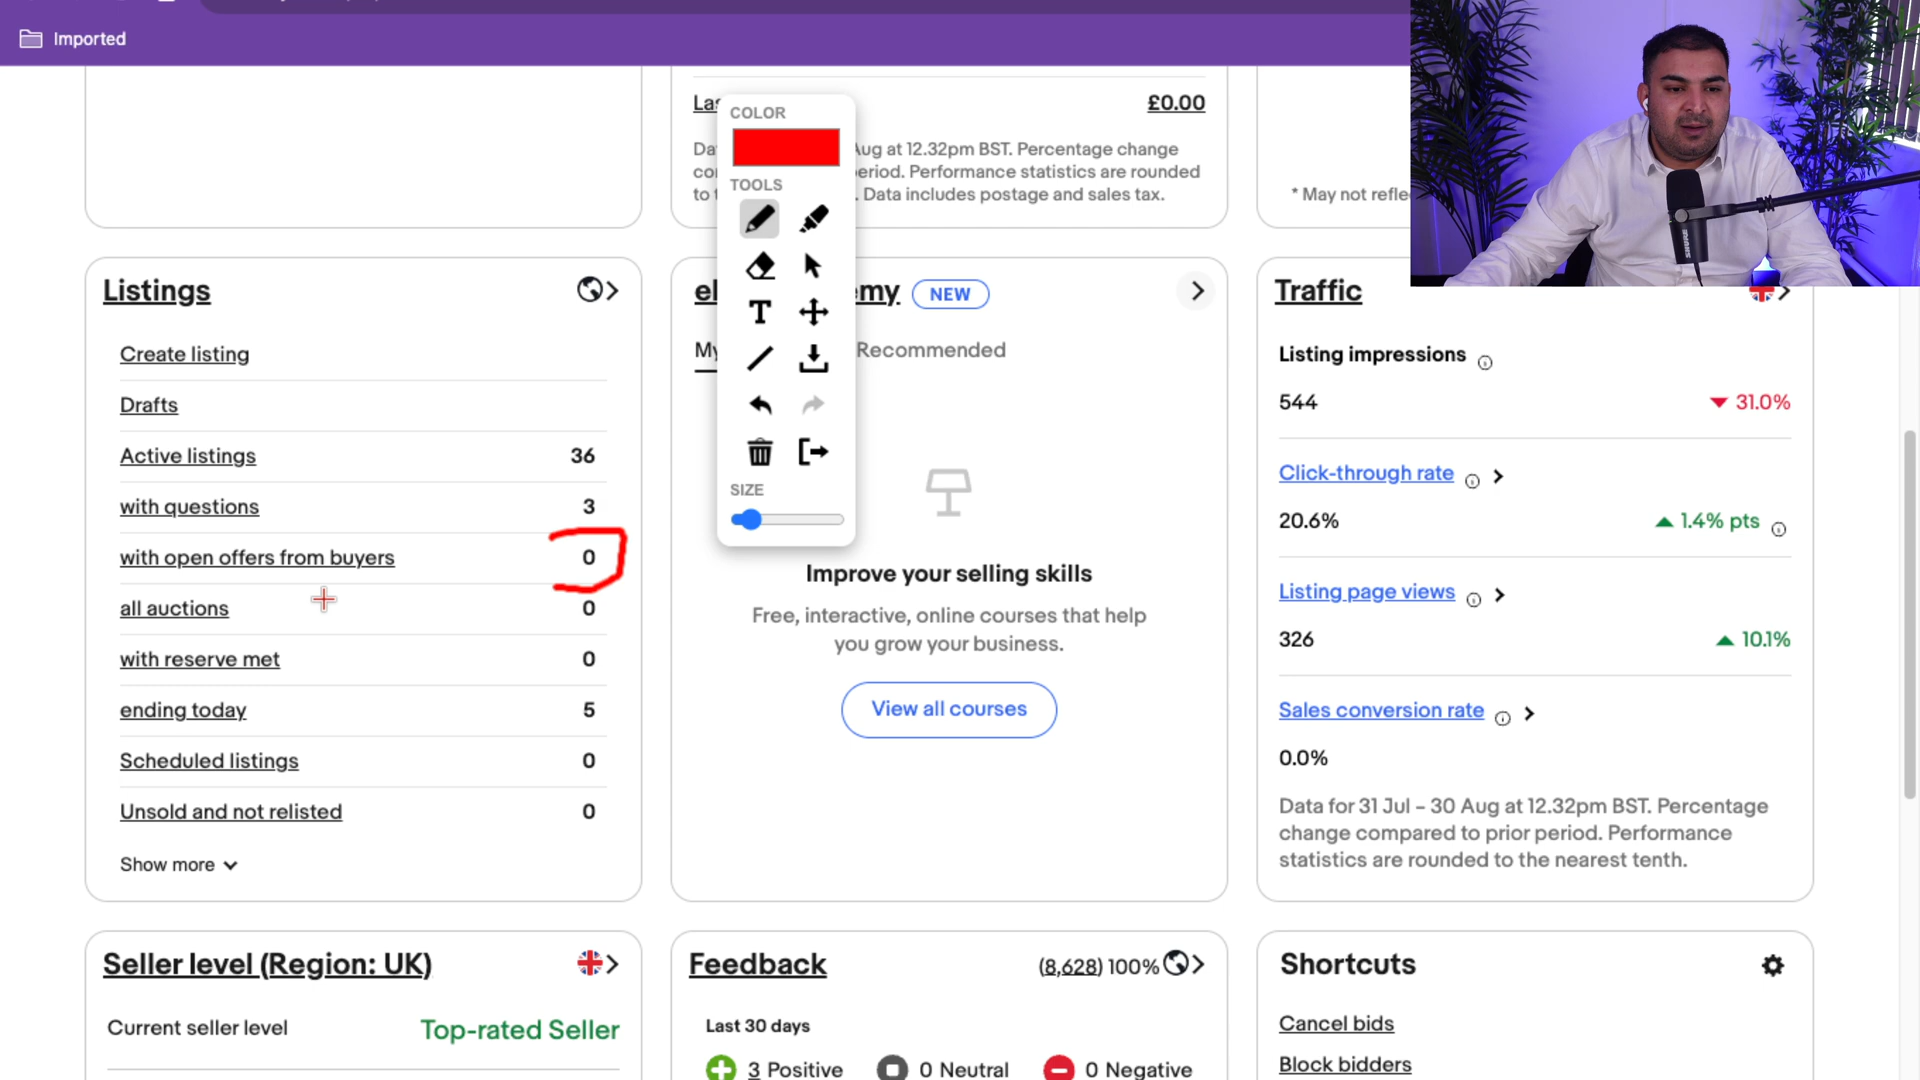 Imported
£0.00
Aug at 12.32pm BST. Percentage change
eriod. Performance statistics are rounded
to
. Data includes postage and sales tax.
* May not refle
COLOR
TOOLS
SIZE
Listings
Create listing
Drafts
Active listings 36
with questions 3
with open offers from buyers 0
all auctions 0
with reserve met 0
ending today 5
Scheduled listings 0
Unsold and not relisted 0
Show more
emy NEW
My
Recommended
Improve your selling skills
Free, interactive, online courses that help
you grow your business.
View all courses
Traffic
Listing impressions
544 31.0%
Click-through rate
20.6% 1.4% pts
Listing page views
326 10.1%
Sales conversion rate
0.0%
Data for 31 Jul - 30 Aug at 12.32pm BST. Percentage
change compared to prior period. Performance
statistics are rounded to the nearest tenth.
Seller level (Region: UK)
Current seller level Top-rated Seller
Feedback (8,628) 100%
Last 30 days
3 Positive 0 Neutral 0 Negative
Shortcuts
Cancel bids
Block bidders
SHURE